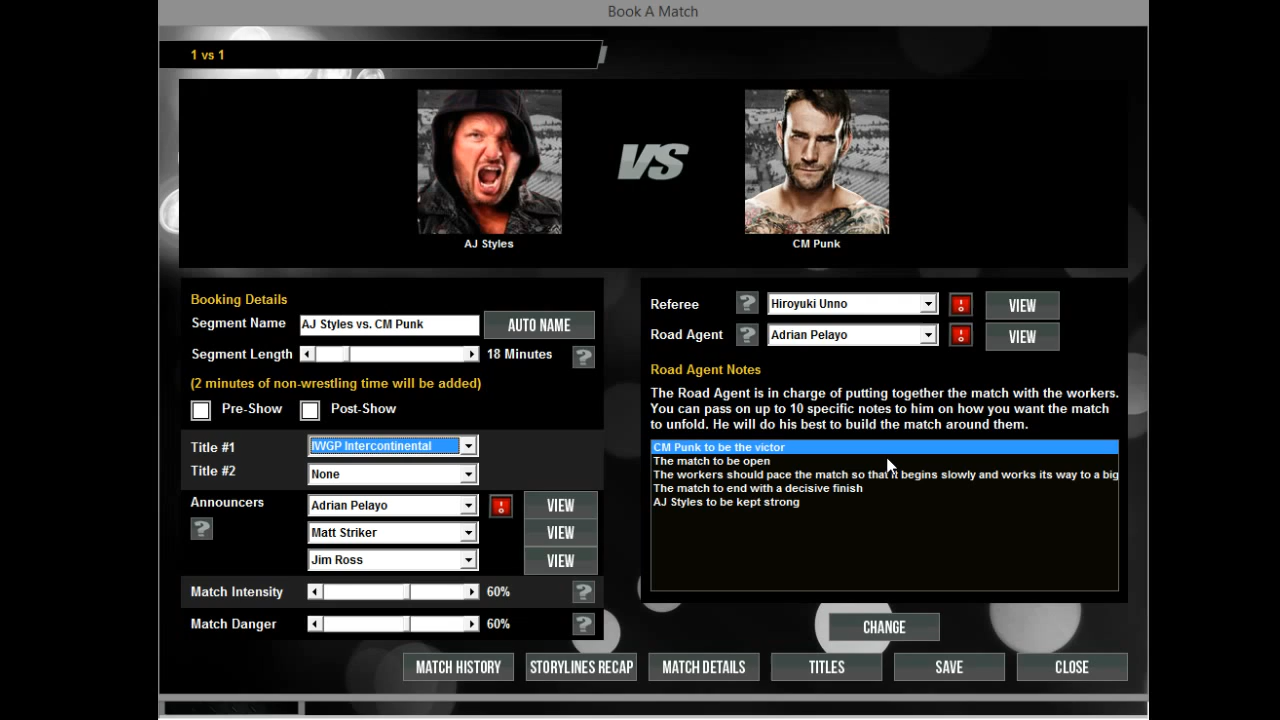 Book A Match
1 vs 1
VS
AJ Styles
CM Punk
Booking Details
Segment Name AJ Styles vs. CM Punk AUTO NAME
Segment Length 18 Minutes ?
(2 minutes of non-wrestling time will be added)
Pre-Show Post-Show
Title #1 IWGP Intercontinental
Title #2 None
Announcers Adrian Pelayo VIEW
? Matt Striker VIEW
Jim Ross VIEW
Match Intensity 60% ?
Match Danger 60% ?
Referee ? Hiroyuki Unno VIEW
Road Agent ? Adrian Pelayo VIEW
Road Agent Notes
The Road Agent is in charge of putting together the match with the workers.
You can pass on up to 10 specific notes to him on how you want the match
to unfold. He will do his best to build the match around them.
CM Punk to be the victor
The match to be open
The workers should pace the match so that it begins slowly and works its way to a big
The match to end with a decisive finish
AJ Styles to be kept strong
CHANGE
MATCH HISTORY STORYLINES RECAP MATCH DETAILS TITLES SAVE CLOSE